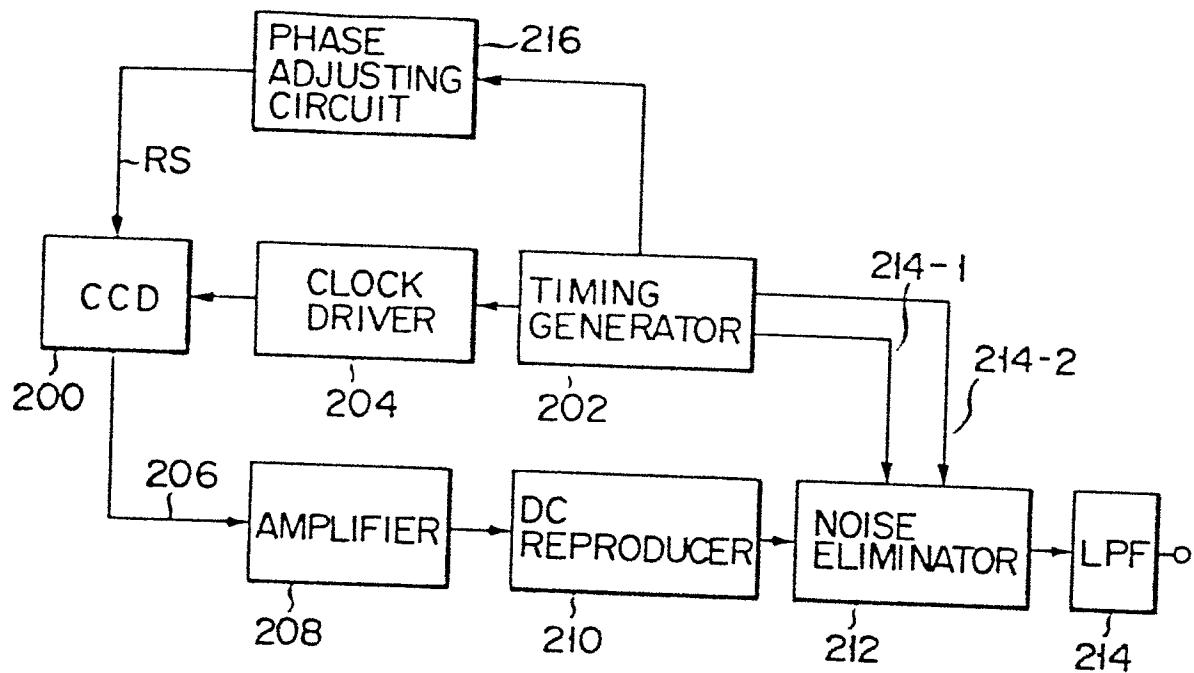 PHASE
ADJUSTING
CIRCUIT
216
RS
CCD
CLOCK
DRIVER
TIMING
GENERATOR
214-1
214-2
200
204
202
206
AMPLIFIER
DC
REPRODUCER
NOISE
ELIMINATOR
LPF
208
210
212
214